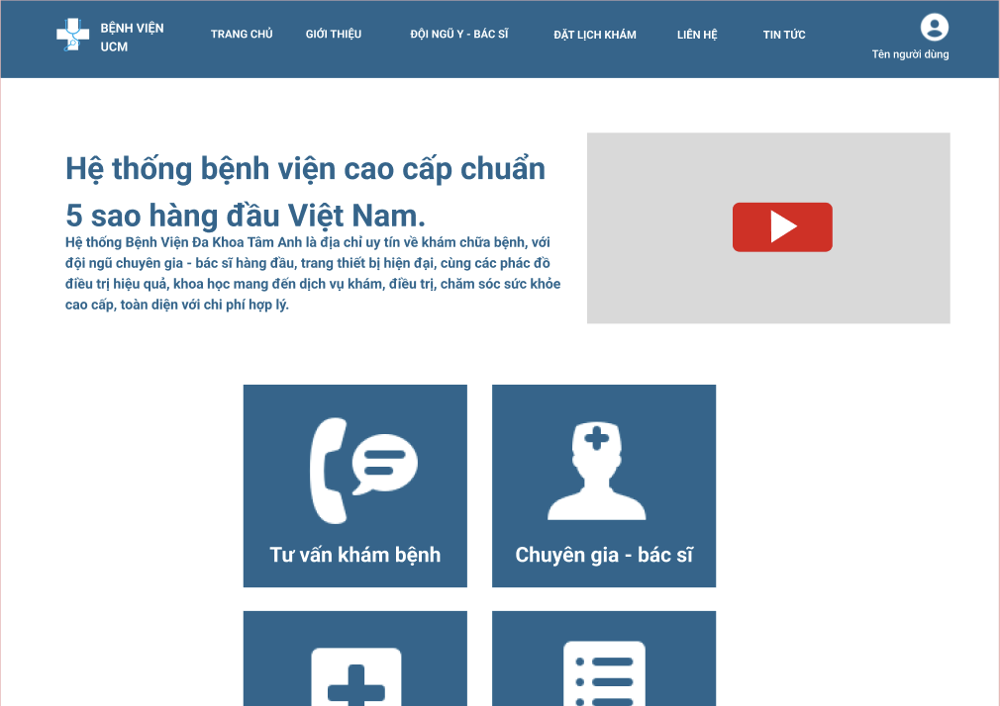 BỆNH VIỆN
UCM
TRANG CHỦ
GIỚI THIỆU
ĐỘI NGŨ Y - BÁC SĨ
ĐẶT LỊCH KHÁM
LIÊN HỆ
TIN TỨC
Tên người dùng
Hệ thống bệnh viện cao cấp chuẩn
5 sao hàng đầu Việt Nam.
Hệ thống Bệnh Viện Đa Khoa Tâm Anh là địa chỉ uy tín về khám chữa bệnh, với
đội ngũ chuyên gia - bác sĩ hàng đầu, trang thiết bị hiện đại, cùng các phác đồ
điều trị hiệu quả, khoa học mang đến dịch vụ khám, điều trị, chăm sóc sức khỏe
cao cấp, toàn diện với chi phí hợp lý.
Tư vấn khám bệnh
Chuyên gia - bác sĩ